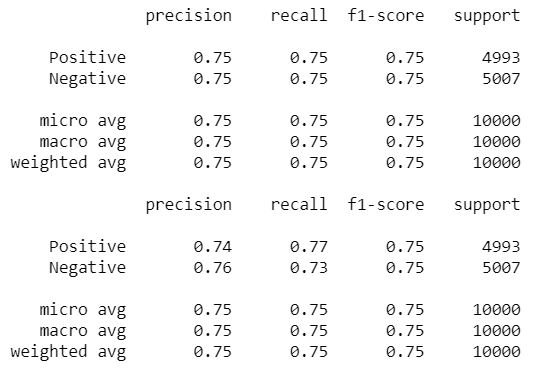 precision recall f1-score support
Positive 0.75 0.75 0.75 4993
Negative 0.75 0.75 0.75 5007
micro avg 0.75 0.75 0.75 10000
macro avg 0.75 0.75 0.75 10000
weighted avg 0.75 0.75 0.75 10000
precision recall f1-score support
Positive 0.74 0.77 0.75 4993
Negative 0.76 0.73 0.75 5007
micro avg 0.75 0.75 0.75 10000
macro avg 0.75 0.75 0.75 10000
weighted avg 0.75 0.75 0.75 10000